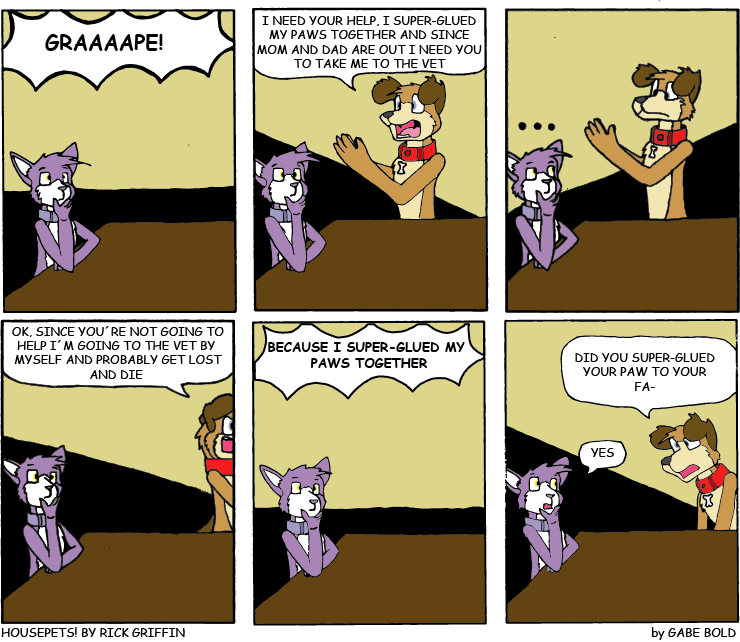 GRAAAAPE!
I NEED YOUR HELP, I SUPER-GLUED
MY PAWS TOGETHER AND SINCE
MOM AND DAD ARE OUT I NEED YOU
TO TAKE ME TO THE VET
...
OK, SINCE YOU´RE NOT GOING TO
HELP I´M GOING TO THE VET BY
MYSELF AND PROBABLY GET LOST
AND DIE
BECAUSE I SUPER-GLUED MY
PAWS TOGETHER
DID YOU SUPER-GLUED
YOUR PAW TO YOUR
FA-
YES
HOUSEPETS! BY RICK GRIFFIN
by GABE BOLD